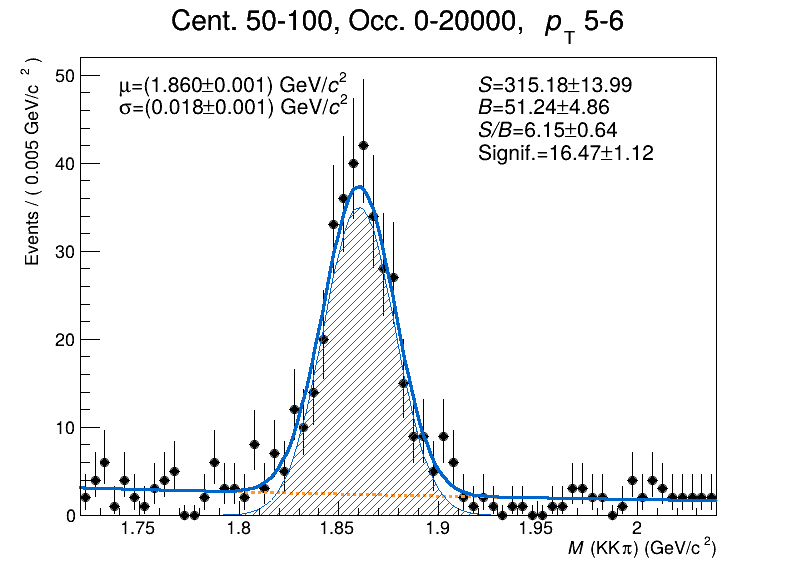 Cent. 50-100, Occ. 0-20000, p_T 5-6
Events / ( 0.005 GeV/c² )
μ=(1.860±0.001) GeV/c²
σ=(0.018±0.001) GeV/c²
S=315.18±13.99
B=51.24±4.86
S/B=6.15±0.64
Signif.=16.47±1.12
50
40
30
20
10
0
1.75 1.8 1.85 1.9 1.95 2
M (KKπ) (GeV/c²)